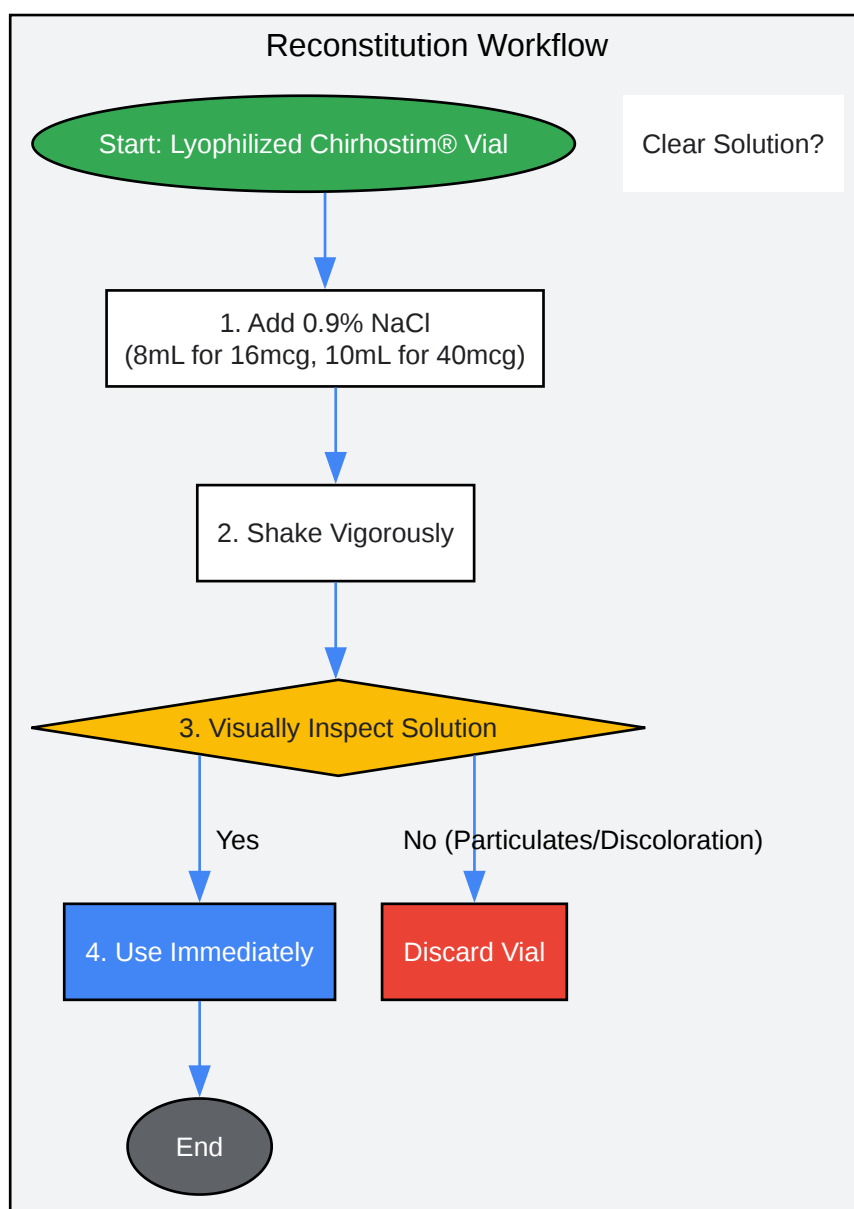 Reconstitution Workflow
Start: Lyophilized Chirhostim® Vial
Clear Solution?
1. Add 0.9% NaCl
(8mL for 16mcg, 10mL for 40mcg)
2. Shake Vigorously
3. Visually Inspect Solution
Yes
No (Particulates/Discoloration)
4. Use Immediately
Discard Vial
End